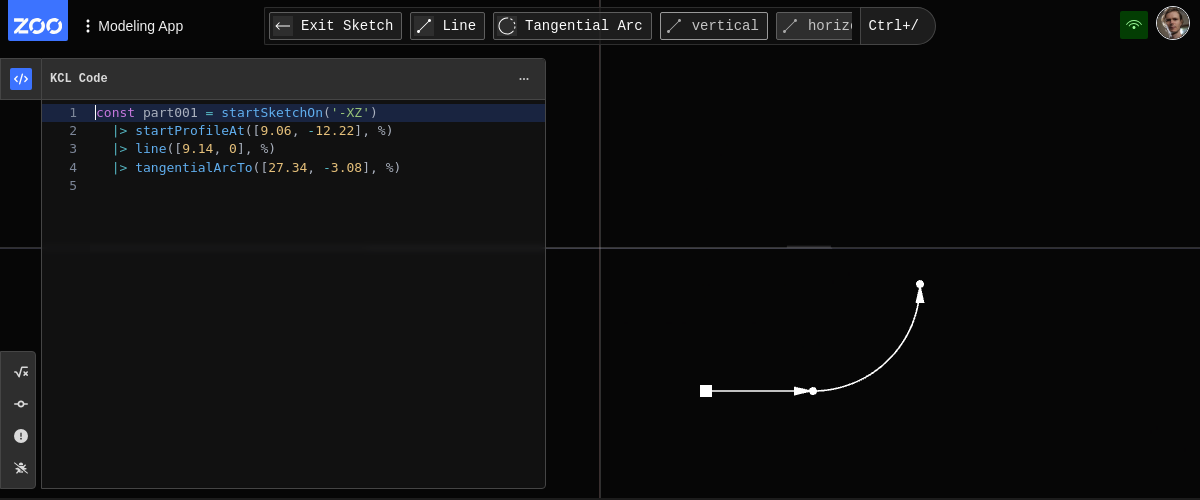 ZOO Modeling App Exit Sketch Line Tangential Arc vertical horiz Ctrl+/
KCL Code
1 const part001 = startSketchOn('-XZ')
2 |> startProfileAt([9.06, -12.22], %)
3 |> line([9.14, 0], %)
4 |> tangentialArcTo([27.34, -3.08], %)
5